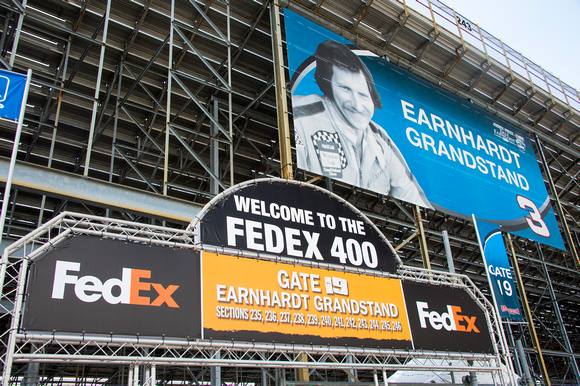 243
EARNHARDT
GRANDSTAND
3
WELCOME TO THE
FEDEX 400
FedEx
GATE 19
EARNHARDT GRANDSTAND
SECTIONS 235, 236, 237, 238, 239, 240, 241, 242, 243, 244, 245, 246
FedEx
GATE
19